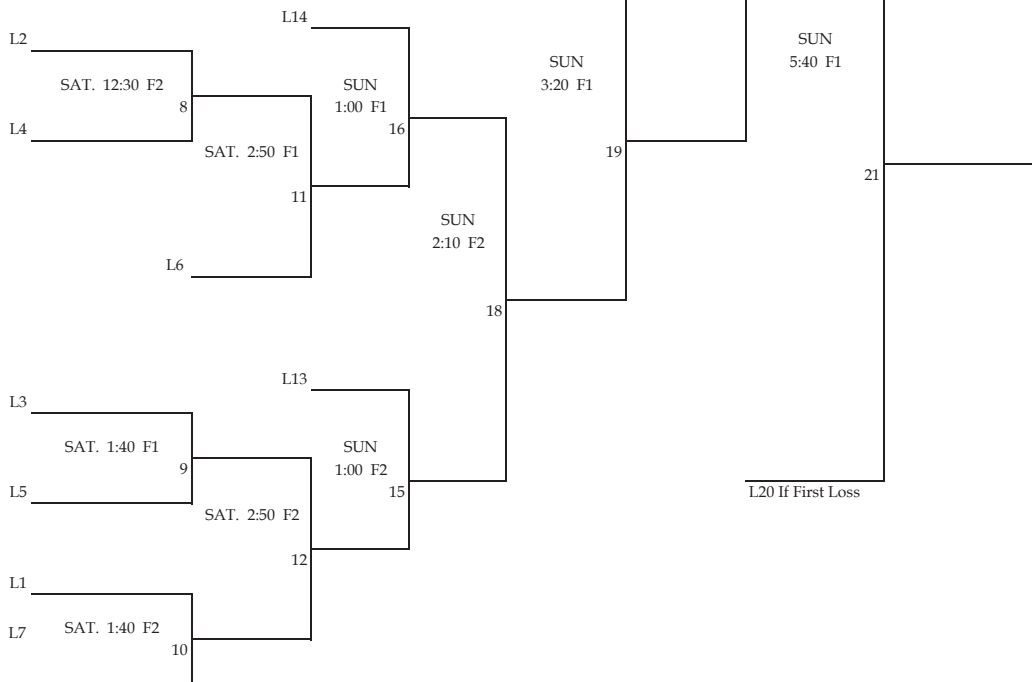 L14
L2
SUN
5:40 F1
SUN
3:20 F1
SAT. 12:30 F2
SUN
1:00 F1
8
L4
16
SAT. 2:50 F1
19
21
11
SUN
2:10 F2
L6
18
L13
L3
SAT. 1:40 F1
SUN
1:00 F2
9
L5
15
L20 If First Loss
SAT. 2:50 F2
12
L1
L7
SAT. 1:40 F2
10